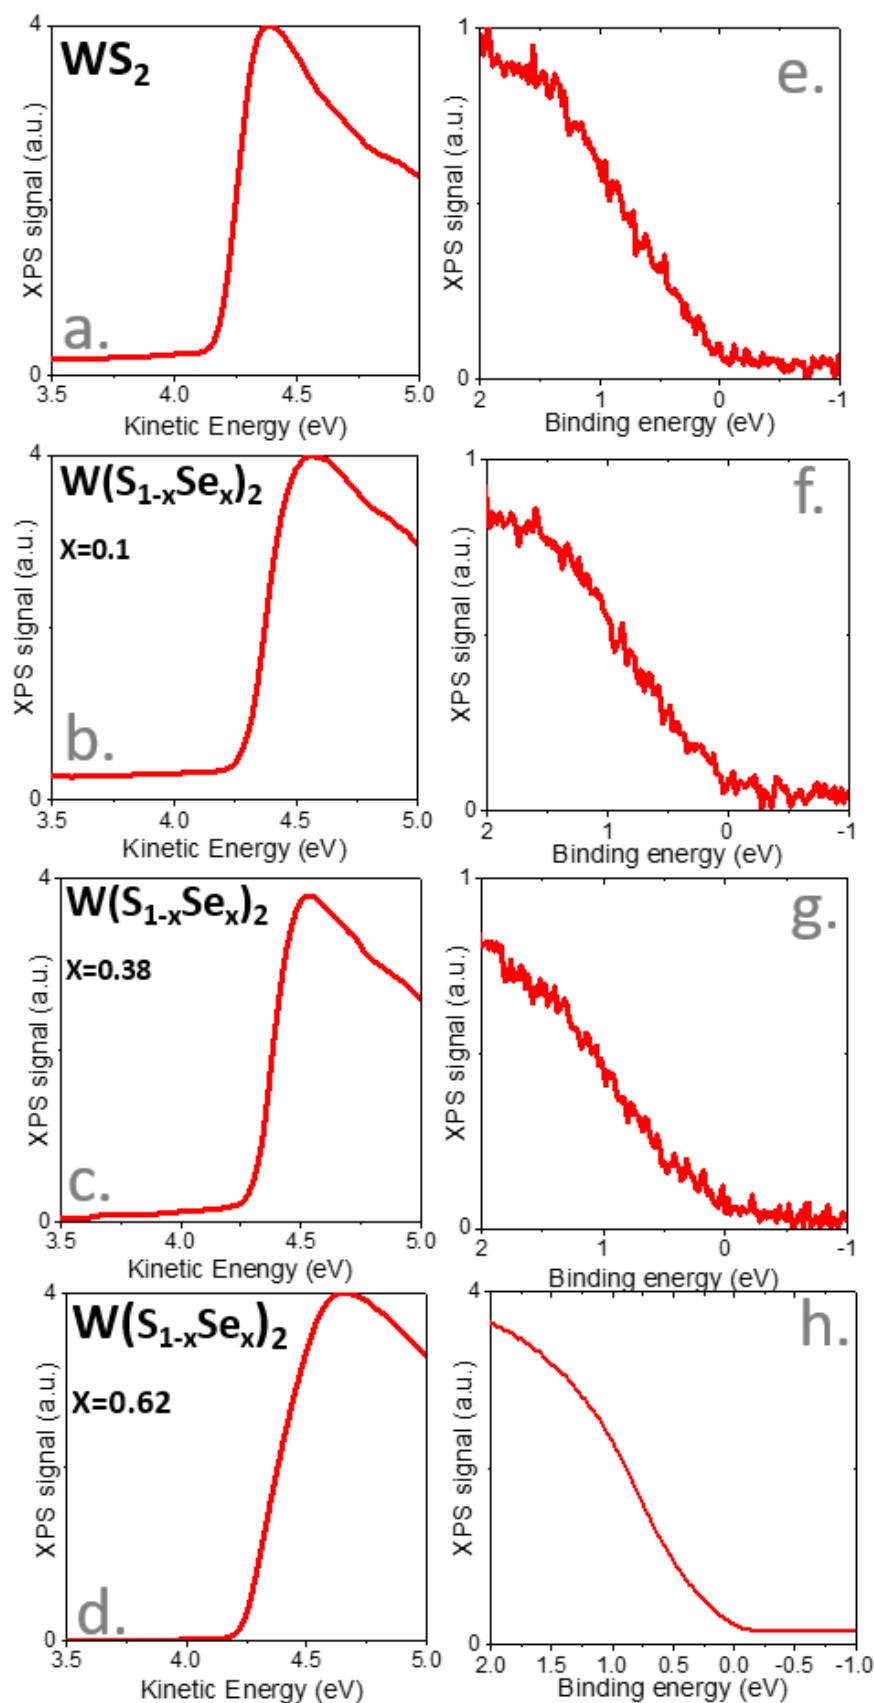 WS2
XPS signal (a.u.)
4
0
a.
3.5 4.0 4.5 5.0
Kinetic Energy (eV)
e.
XPS signal (a.u.)
1
0
2 1 0 -1
Binding energy (eV)
W(S1-xSex)2
X=0.1
XPS signal (a.u.)
4
0
b.
3.5 4.0 4.5 5.0
Kinetic Energy (eV)
f.
XPS signal (a.u.)
1
0
2 1 0 -1
Binding energy (eV)
W(S1-xSex)2
X=0.38
XPS signal (a.u.)
4
0
c.
3.5 4.0 4.5 5.0
Kinetic Energy (eV)
g.
XPS signal (a.u.)
1
0
2 1 0 -1
Binding energy (eV)
W(S1-xSex)2
X=0.62
XPS signal (a.u.)
4
0
d.
3.5 4.0 4.5 5.0
Kinetic Energy (eV)
h.
XPS signal (a.u.)
4
0
2.0 1.5 1.0 0.5 0.0 -0.5 -1.0
Binding energy (eV)